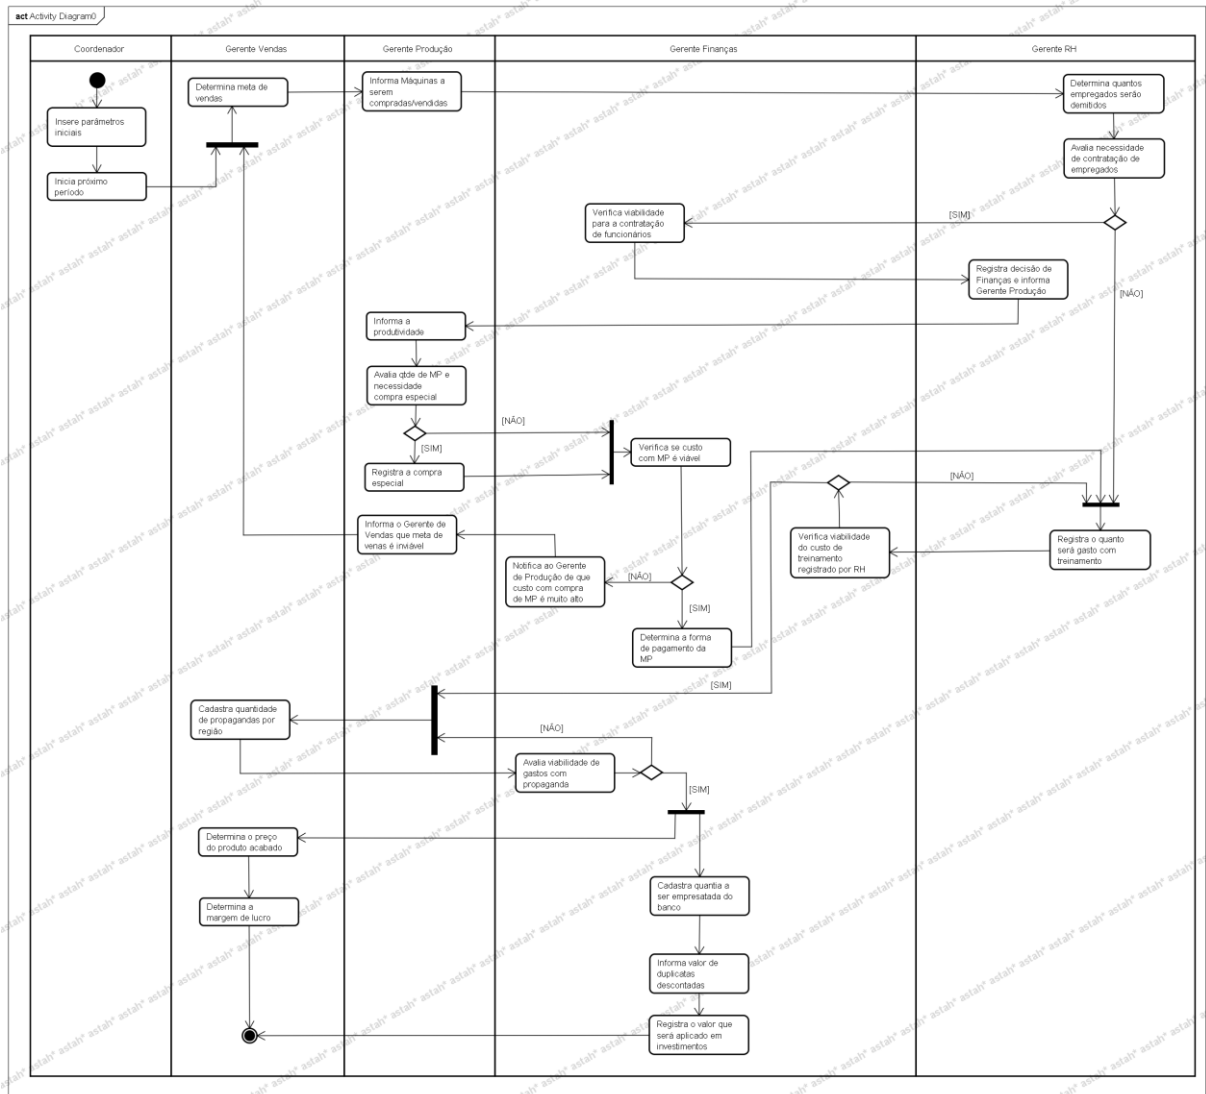 act Activity Diagram0
Coordenador
Gerente Vendas
Gerente Produção
Gerente Finanças
Gerente RH
Insere parâmetros
iniciais
Inicia próximo
período
Determina meta de
vendas
Informa Máquinas a
serem
compradas/vendidas
Determina quantos
empregados serão
demitidos
Avalia necessidade
de contratação de
empregados
[SIM]
[NÃO]
Verifica viabilidade
para a contratação
de funcionários
Registra decisão de
Finanças e informa
Gerente Produção
Informa a
produtividade
Avalia qtde de MP e
necessidade
compra especial
[NÃO]
[SIM]
Registra a compra
especial
Verifica se custo
com MP é viável
Informa o Gerente de
Vendas que meta de
venas é inviável
Notifica ao Gerente
de Produção de que
custo com compra
de MP é muito alto
[NÃO]
[SIM]
Determina a forma
de pagamento da
MP
[NÃO]
Verifica viabilidade
do custo de
treinamento
registrado por RH
Registra o quanto
será gasto com
treinamento
[SIM]
Cadastra quantidade
de propagandas por
região
[NÃO]
Avalia viabilidade de
gastos com
propaganda
[SIM]
Determina o preço
do produto acabado
Determina a
margem de lucro
Cadastra quantia a
ser empresatada do
banco
Informa valor de
duplicatas
descontadas
Registra o valor que
será aplicado em
investimentos